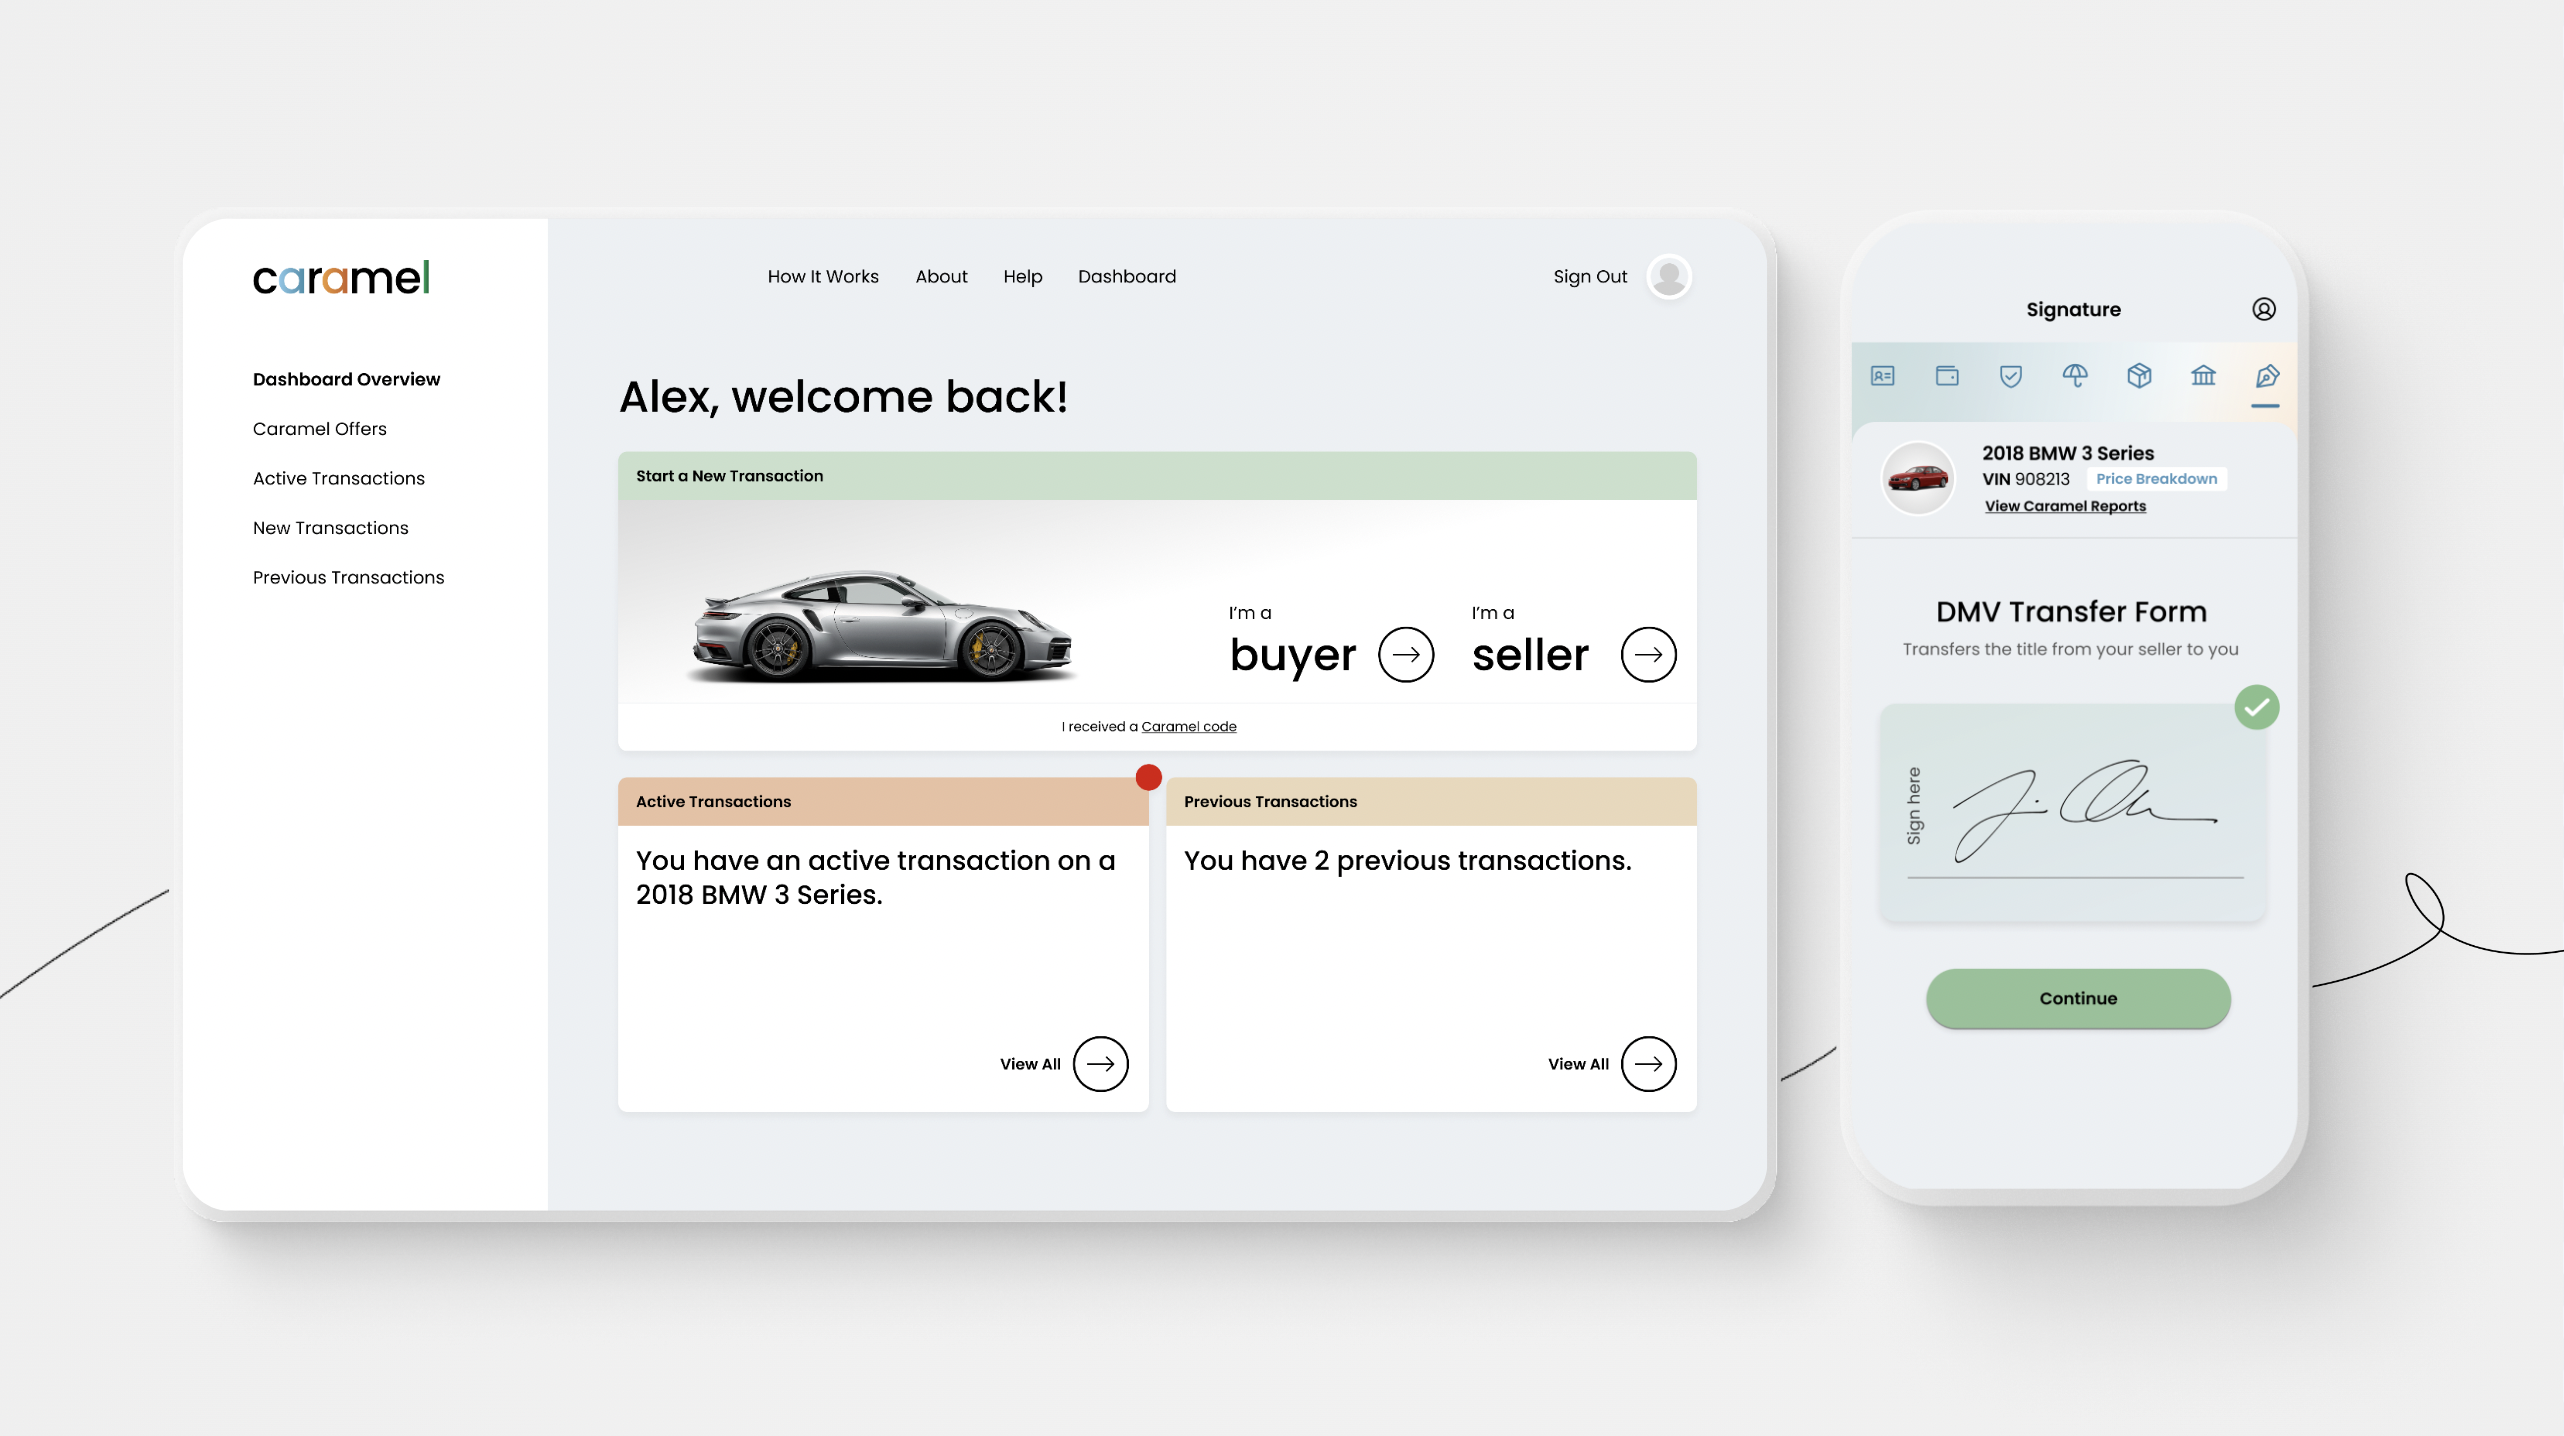 caramel
Dashboard Overview
Caramel Offers
Active Transactions
New Transactions
Previous Transactions
How It Works
About
Help
Dashboard
Sign Out
Alex, welcome back!
Start a New Transaction
I'm a
buyer
I'm a
seller
I received a Caramel code
Active Transactions
You have an active transaction on a
2018 BMW 3 Series.
View All
Previous Transactions
You have 2 previous transactions.
View All
Signature
2018 BMW 3 Series
VIN 908213
Price Breakdown
View Caramel Reports
DMV Transfer Form
Transfers the title from your seller to you
Sign here
Continue